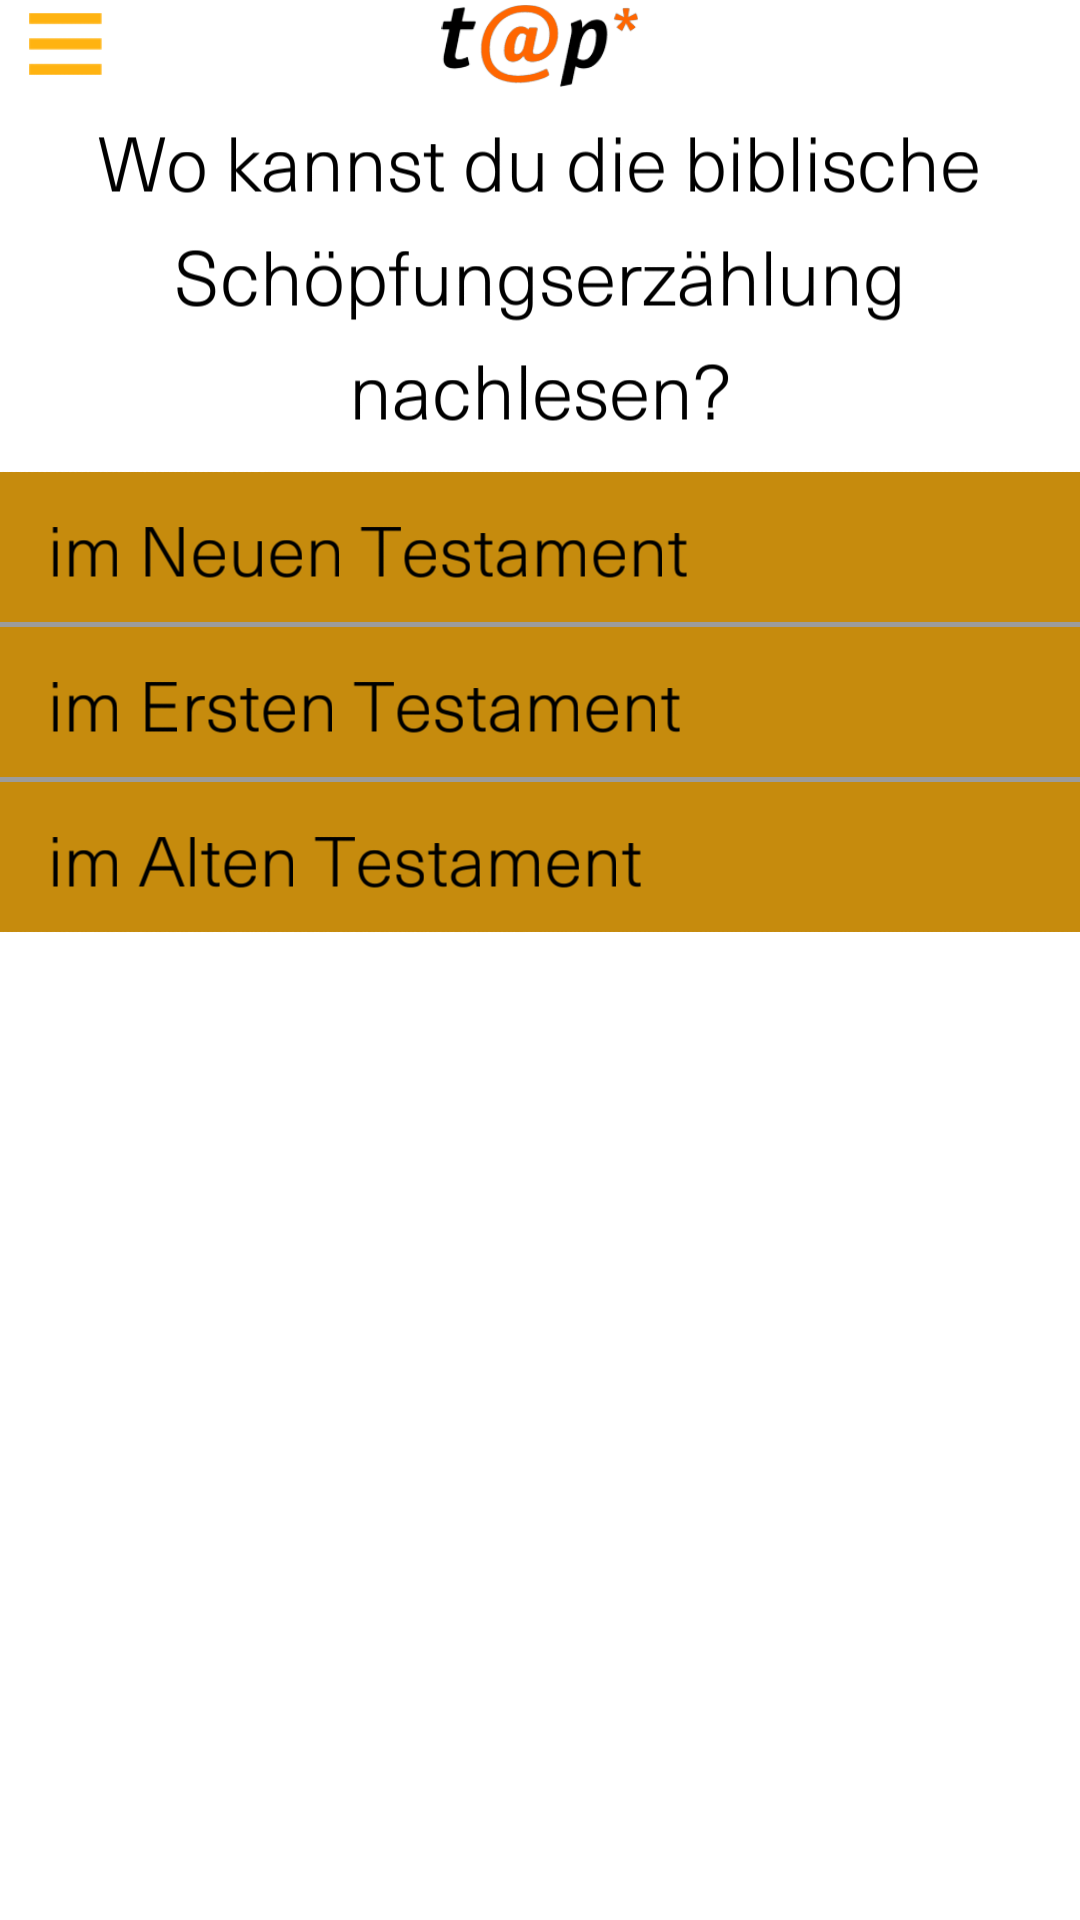 t@p*
Wo kannst du die biblische
Schöpfungserzählung
nachlesen?
im Neuen Testament
im Ersten Testament
im Alten Testament